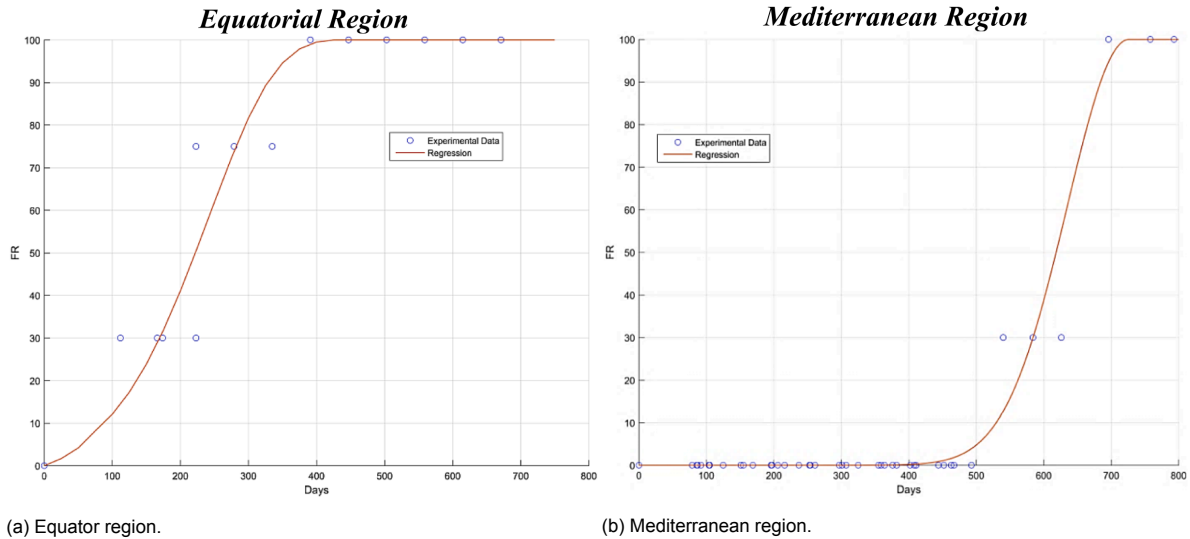 Equatorial Region
100
90
80
70
60
50
40
30
20
10
0
FR
Experimental Data
Regression
0 100 200 300 400 500 600 700 800
Days
(a) Equator region.
Mediterranean Region
100
90
80
70
60
50
40
30
20
10
0
FR
Experimental Data
Regression
0 100 200 300 400 500 600 700 800
Days
(b) Mediterranean region.